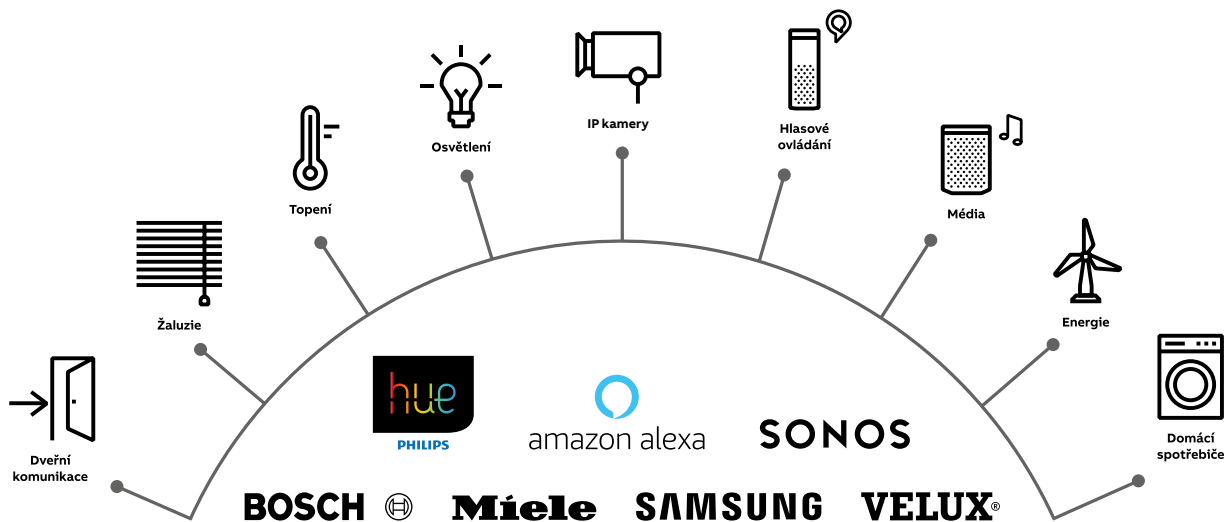 IP kamery
Hlasové
ovládání
Osvětlení
Topení
Média
Žaluzie
Energie
Dveřní
komunikace
Domácí
spotřebiče
hue
PHILIPS
amazon alexa
SONOS
BOSCH
Miele
SAMSUNG
VELUX®